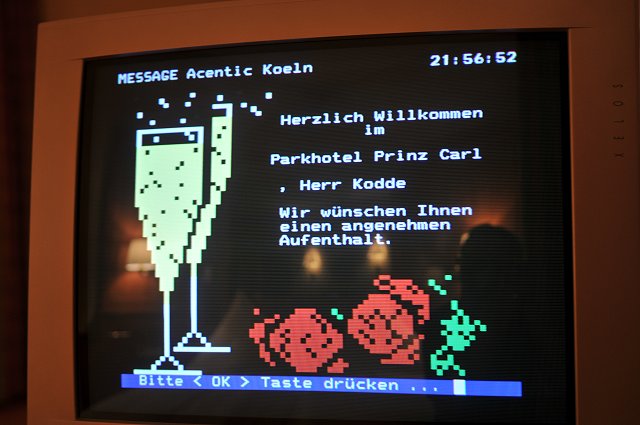 MESSAGE Acentic Koeln
21:56:52
Herzlich Willkommen
im
Parkhotel Prinz Carl
, Herr Kodde
Wir wünschen Ihnen
einen angenehmen
Aufenthalt.
Bitte < OK > Taste drücken ...
XELOS